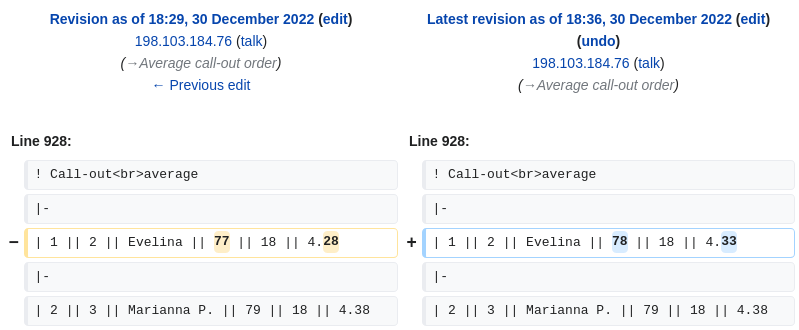 Revision as of 18:29, 30 December 2022 (edit)
198.103.184.76 (talk)
(→Average call-out order)
← Previous edit
Latest revision as of 18:36, 30 December 2022 (edit)
(undo)
198.103.184.76 (talk)
(→Average call-out order)
Line 928:
Line 928:
! Call-out<br>average
! Call-out<br>average
|-
|-
− | 1 || 2 || Evelina || 77 || 18 || 4.28
+ | 1 || 2 || Evelina || 78 || 18 || 4.33
|-
|-
| 2 || 3 || Marianna P. || 79 || 18 || 4.38
| 2 || 3 || Marianna P. || 79 || 18 || 4.38